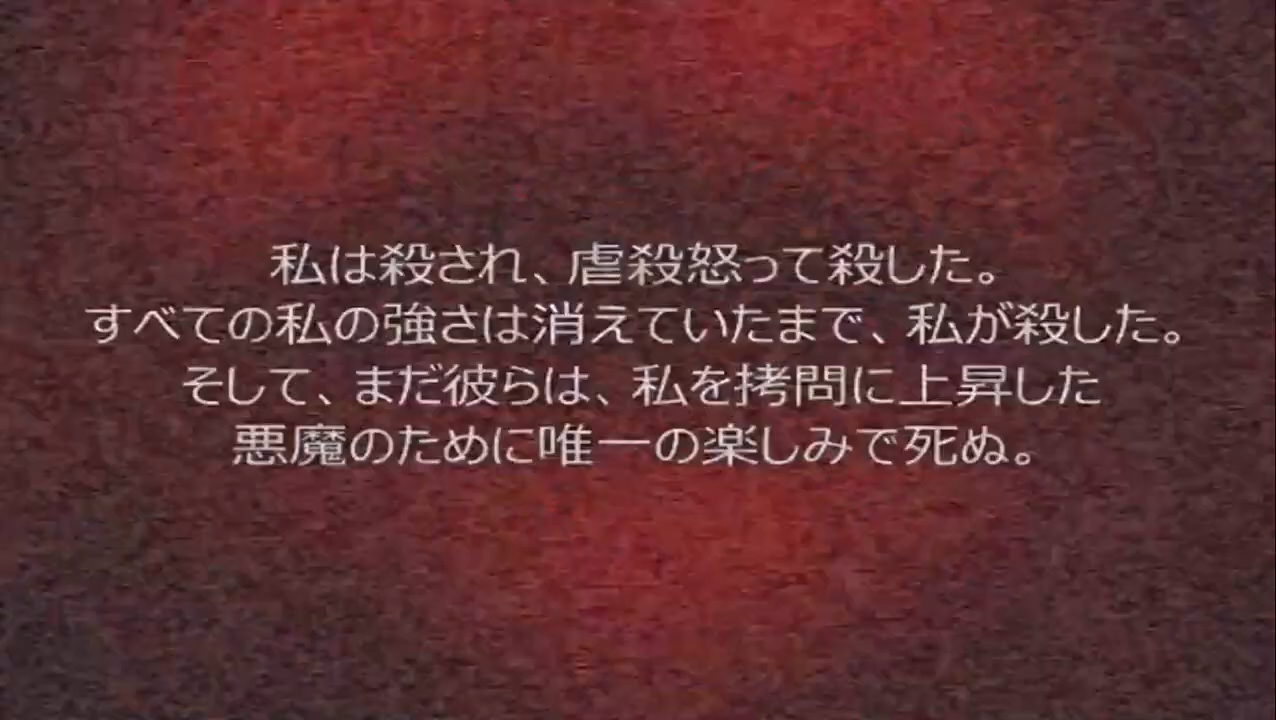 私は殺され、虐殺怒って殺した。
すべての私の強さは消えていたまで、私が殺した。
そして、まだ彼らは、私を拷問に上昇した
悪魔のために唯一の楽しみで死ぬ。